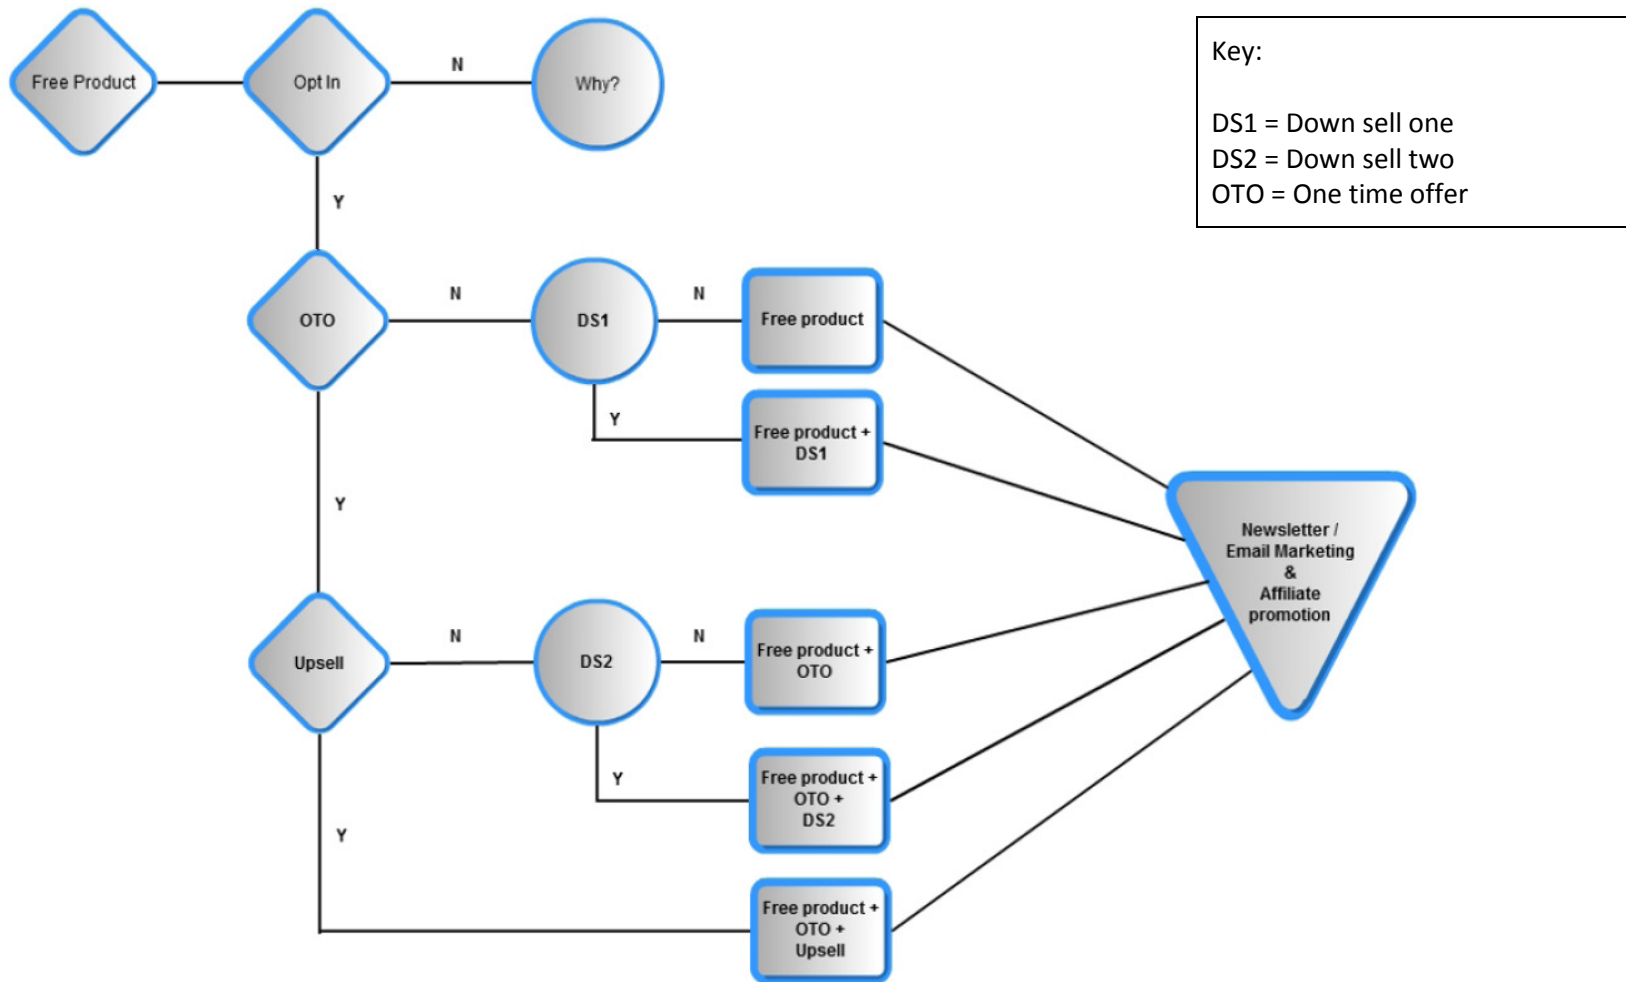 Free Product
Opt In
N
Why?
Key:
DS1 = Down sell one
DS2 = Down sell two
OTO = One time offer
Y
OTO
N
DS1
N
Free product
Y
Free product +
DS1
Y
Newsletter /
Email Marketing
&
Affiliate
promotion
Upsell
N
DS2
N
Free product +
OTO
Y
Free product +
OTO +
DS2
Y
Free product +
OTO +
Upsell